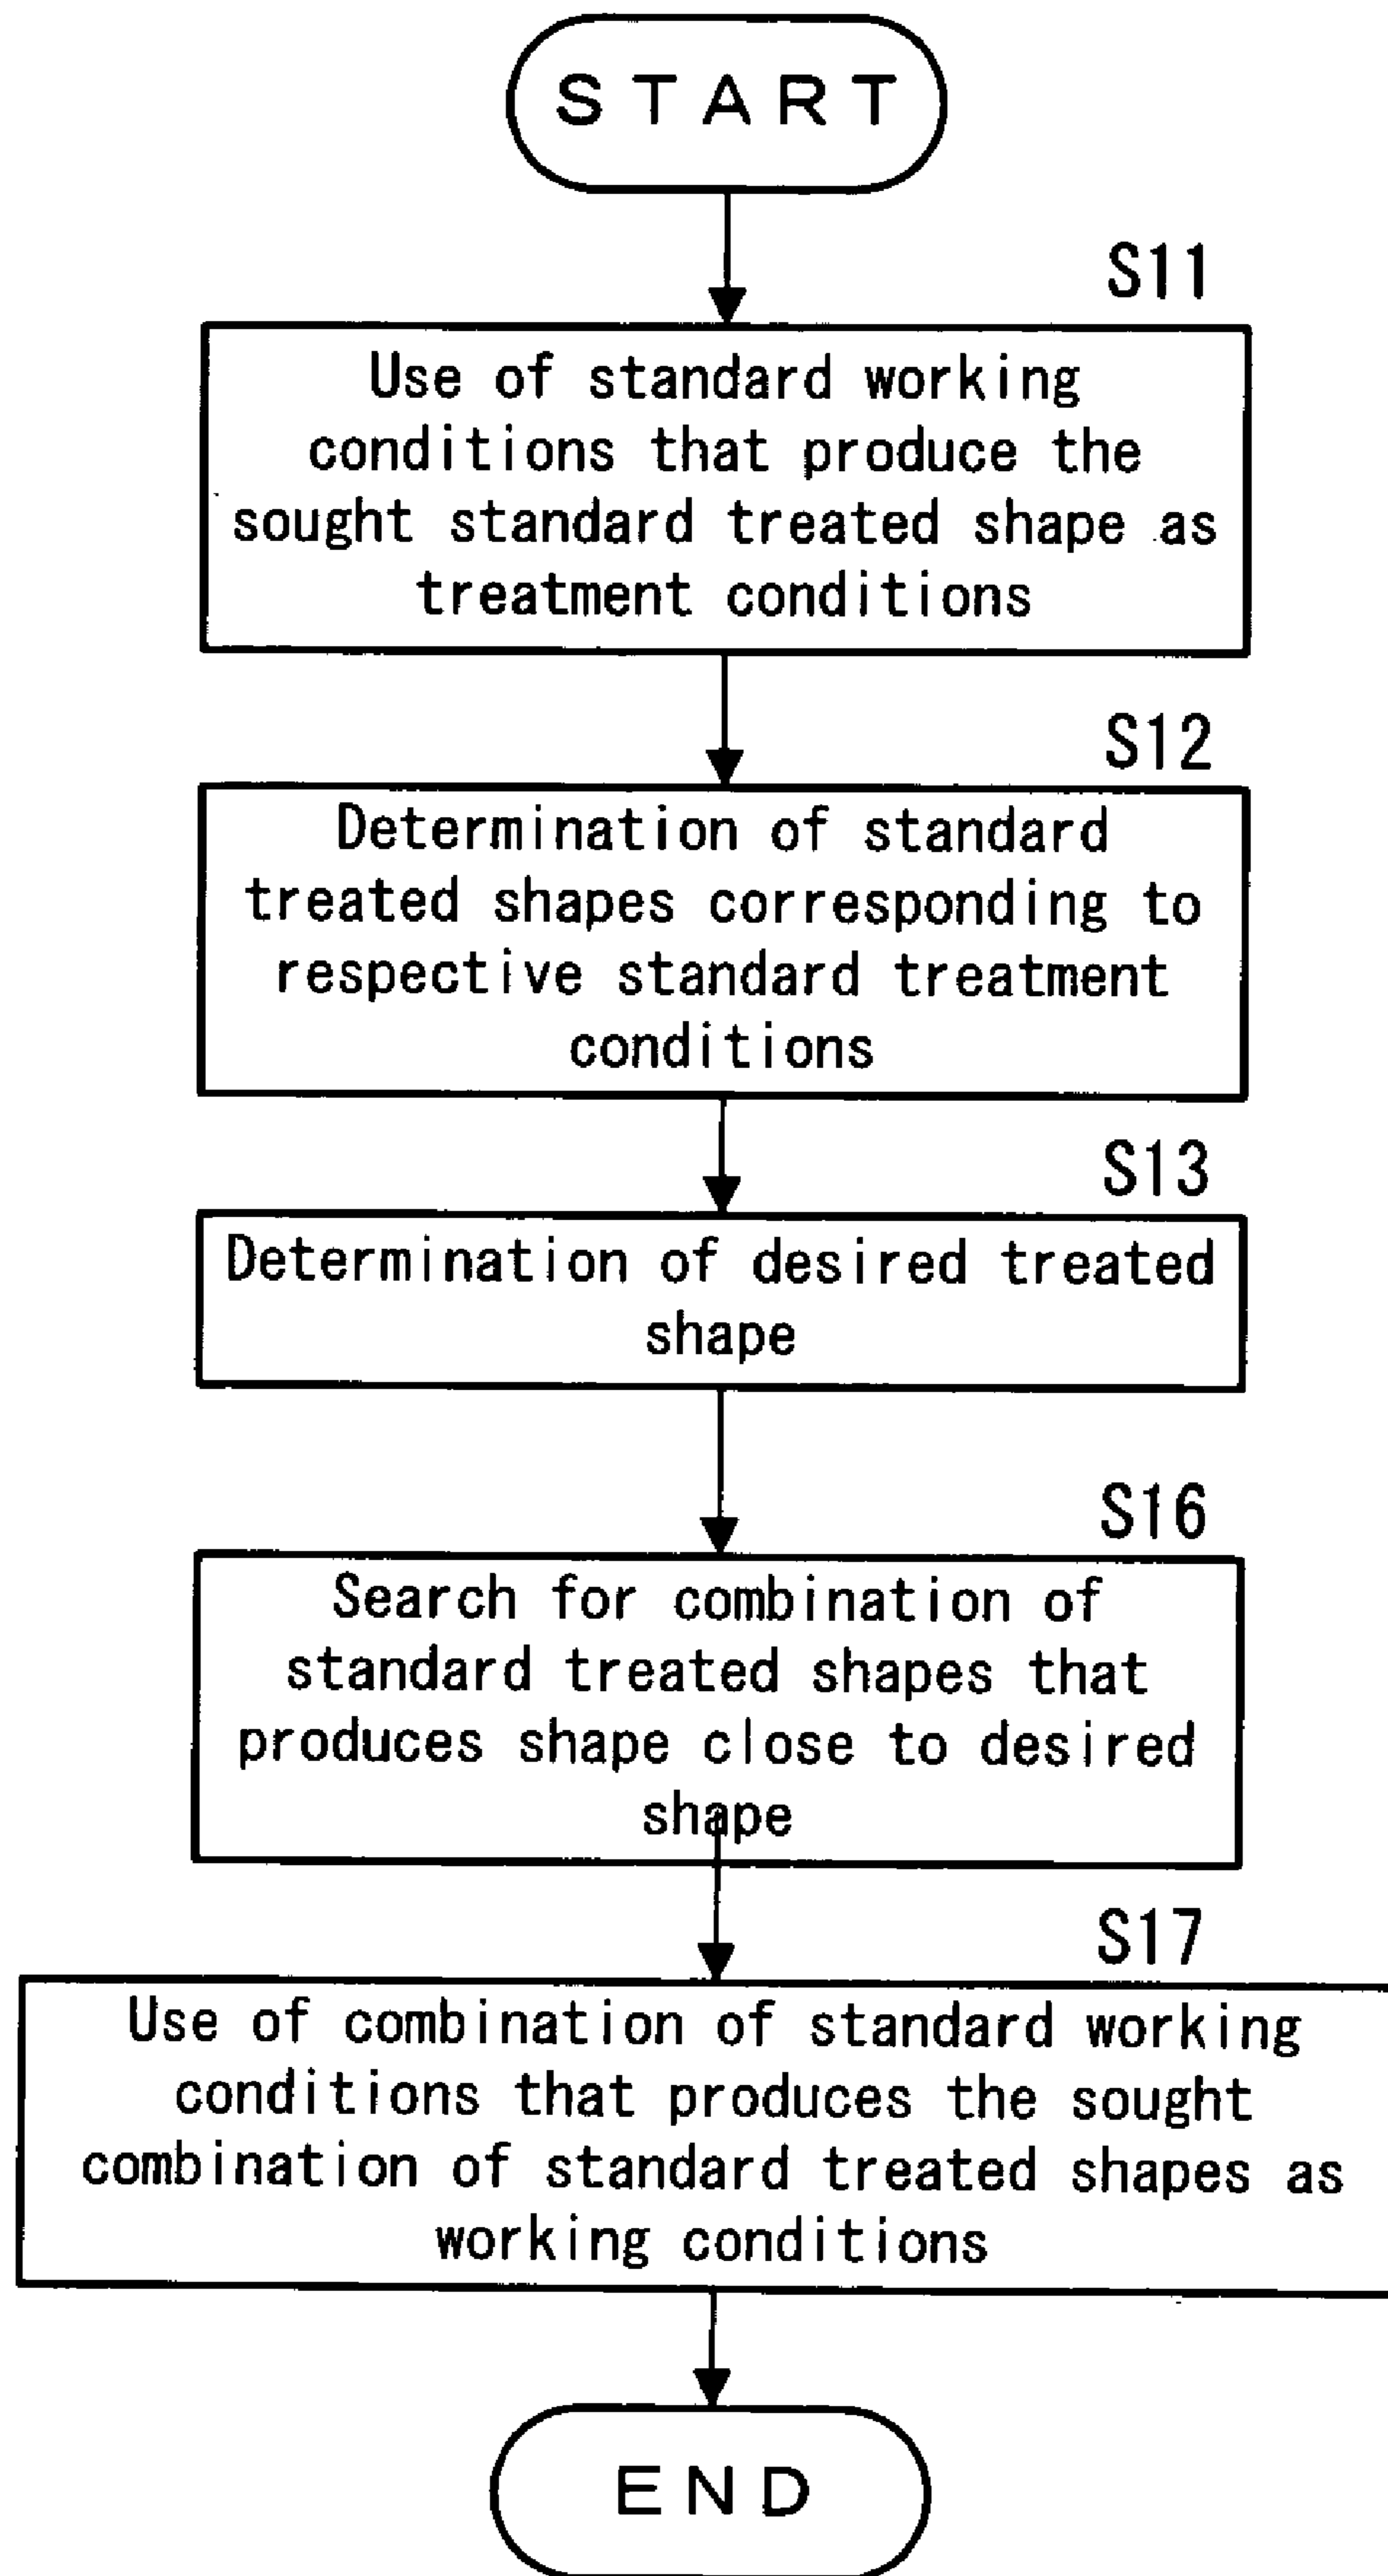 START
S11
Use of standard working
conditions that produce the
sought standard treated shape as
treatment conditions
S12
Determination of standard
treated shapes corresponding to
respective standard treatment
conditions
S13
Determination of desired treated
shape
S16
Search for combination of
standard treated shapes that
produces shape close to desired
shape
S17
Use of combination of standard working
conditions that produces the sought
combination of standard treated shapes as
working conditions
END